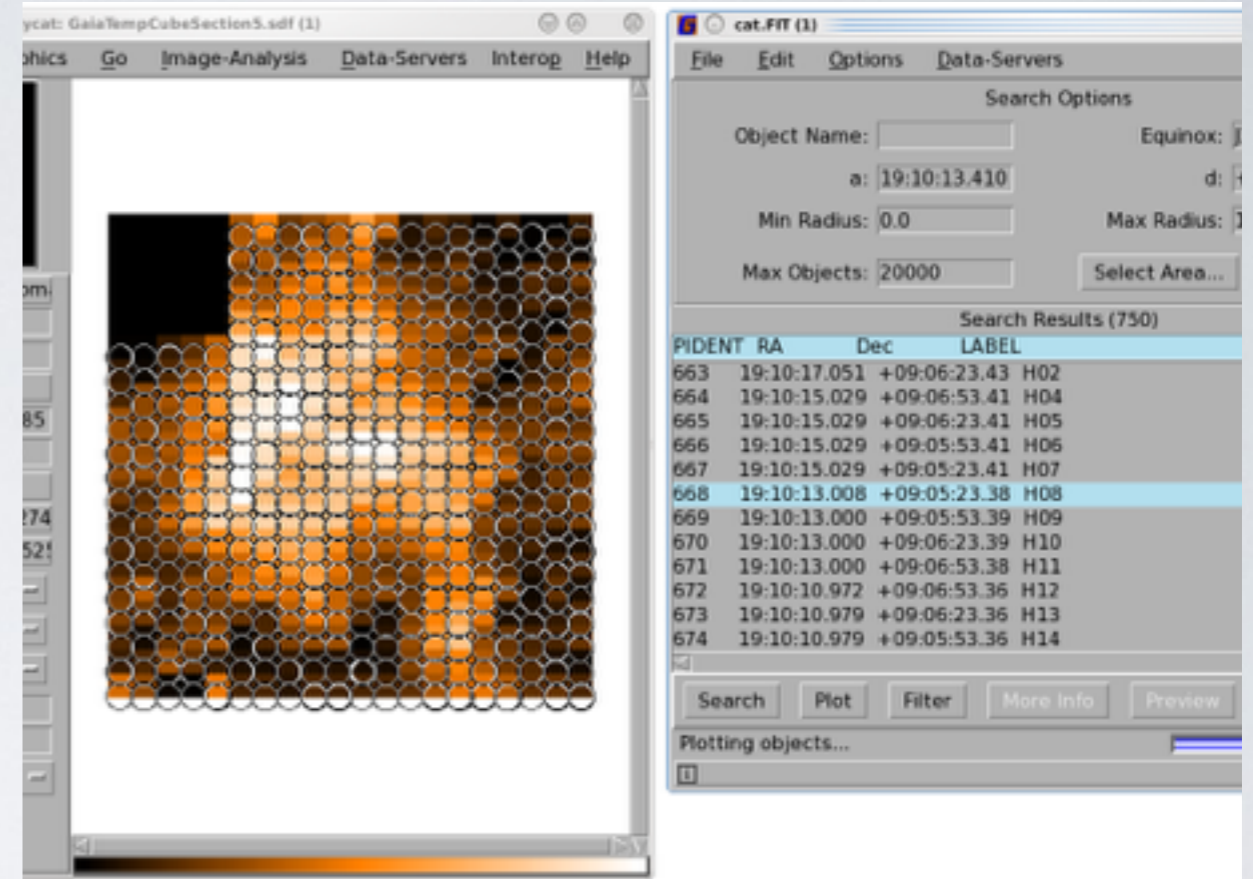 ycat: GaiaTempCubeSection5.sdf (1)
phics Go Image-Analysis Data-Servers Interop Help
85
274
525
cat.FIT (1)
File Edit Options Data-Servers
Search Options
Object Name: Equinox:
a: 19:10:13.410 d:
Min Radius: 0.0 Max Radius: 1
Max Objects: 20000 Select Area...
Search Results (750)
PIDENT RA Dec LABEL
663 19:10:17.051 +09:06:23.43 H02
664 19:10:15.029 +09:06:53.41 H04
665 19:10:15.029 +09:06:23.41 H05
666 19:10:15.029 +09:05:53.41 H06
667 19:10:15.029 +09:05:23.41 H07
668 19:10:13.008 +09:05:23.38 H08
669 19:10:13.000 +09:05:53.39 H09
670 19:10:13.000 +09:06:23.39 H10
671 19:10:13.000 +09:06:53.38 H11
672 19:10:10.972 +09:06:53.36 H12
673 19:10:10.979 +09:06:23.36 H13
674 19:10:10.979 +09:05:53.36 H14
Search Plot Filter More Info Preview
Plotting objects...